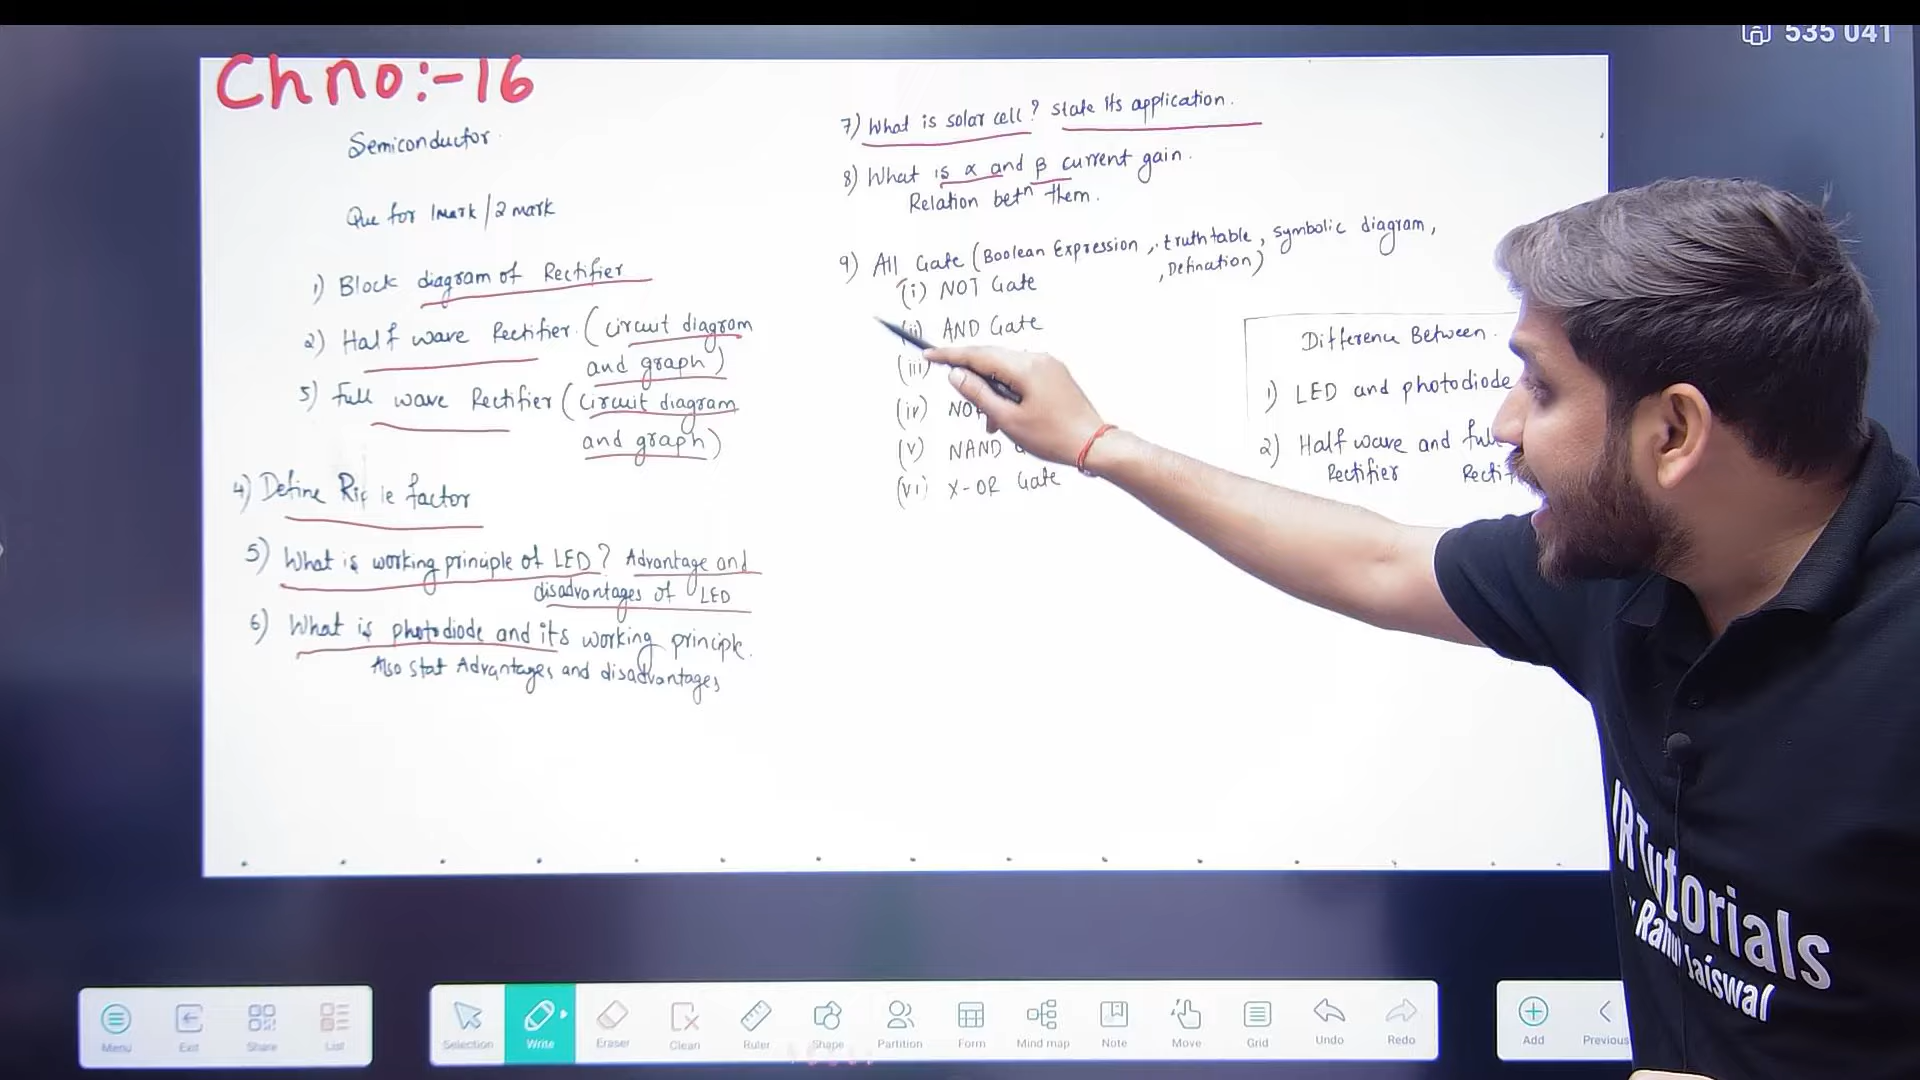 535 041
Ch no:-16
Semiconductor
Que for 1mark/2 mark
1) Block diagram of Rectifier
2) Half wave Rectifier (circuit diagram
and graph)
3) Full wave Rectifier (circuit diagram
and graph)
4) Define factor
5) What is working principle of LED? Advantage and
disadvantages of LED
6) What is photodiode and its working principle.
Also stat Advantages and disadvantages
7) What is solar cell? state its application.
8) What is α and β current gain.
Relation betn them.
9) All Gate (Boolean Expression, truth table, symbolic diagram,
, Defination)
(i) NOT Gate
(ii) AND Gate
(iii)
(iv)
(v) NAND
(vi) X-OR Gate
Difference Between.
1) LED and photodiode
2) Half wave and full
Rectifier
Tutorials
Menu Exit Share List
Selection Write Eraser Clean Ruler Shape Partition Form Mind map Note Move Grid Undo Redo
Add Previous